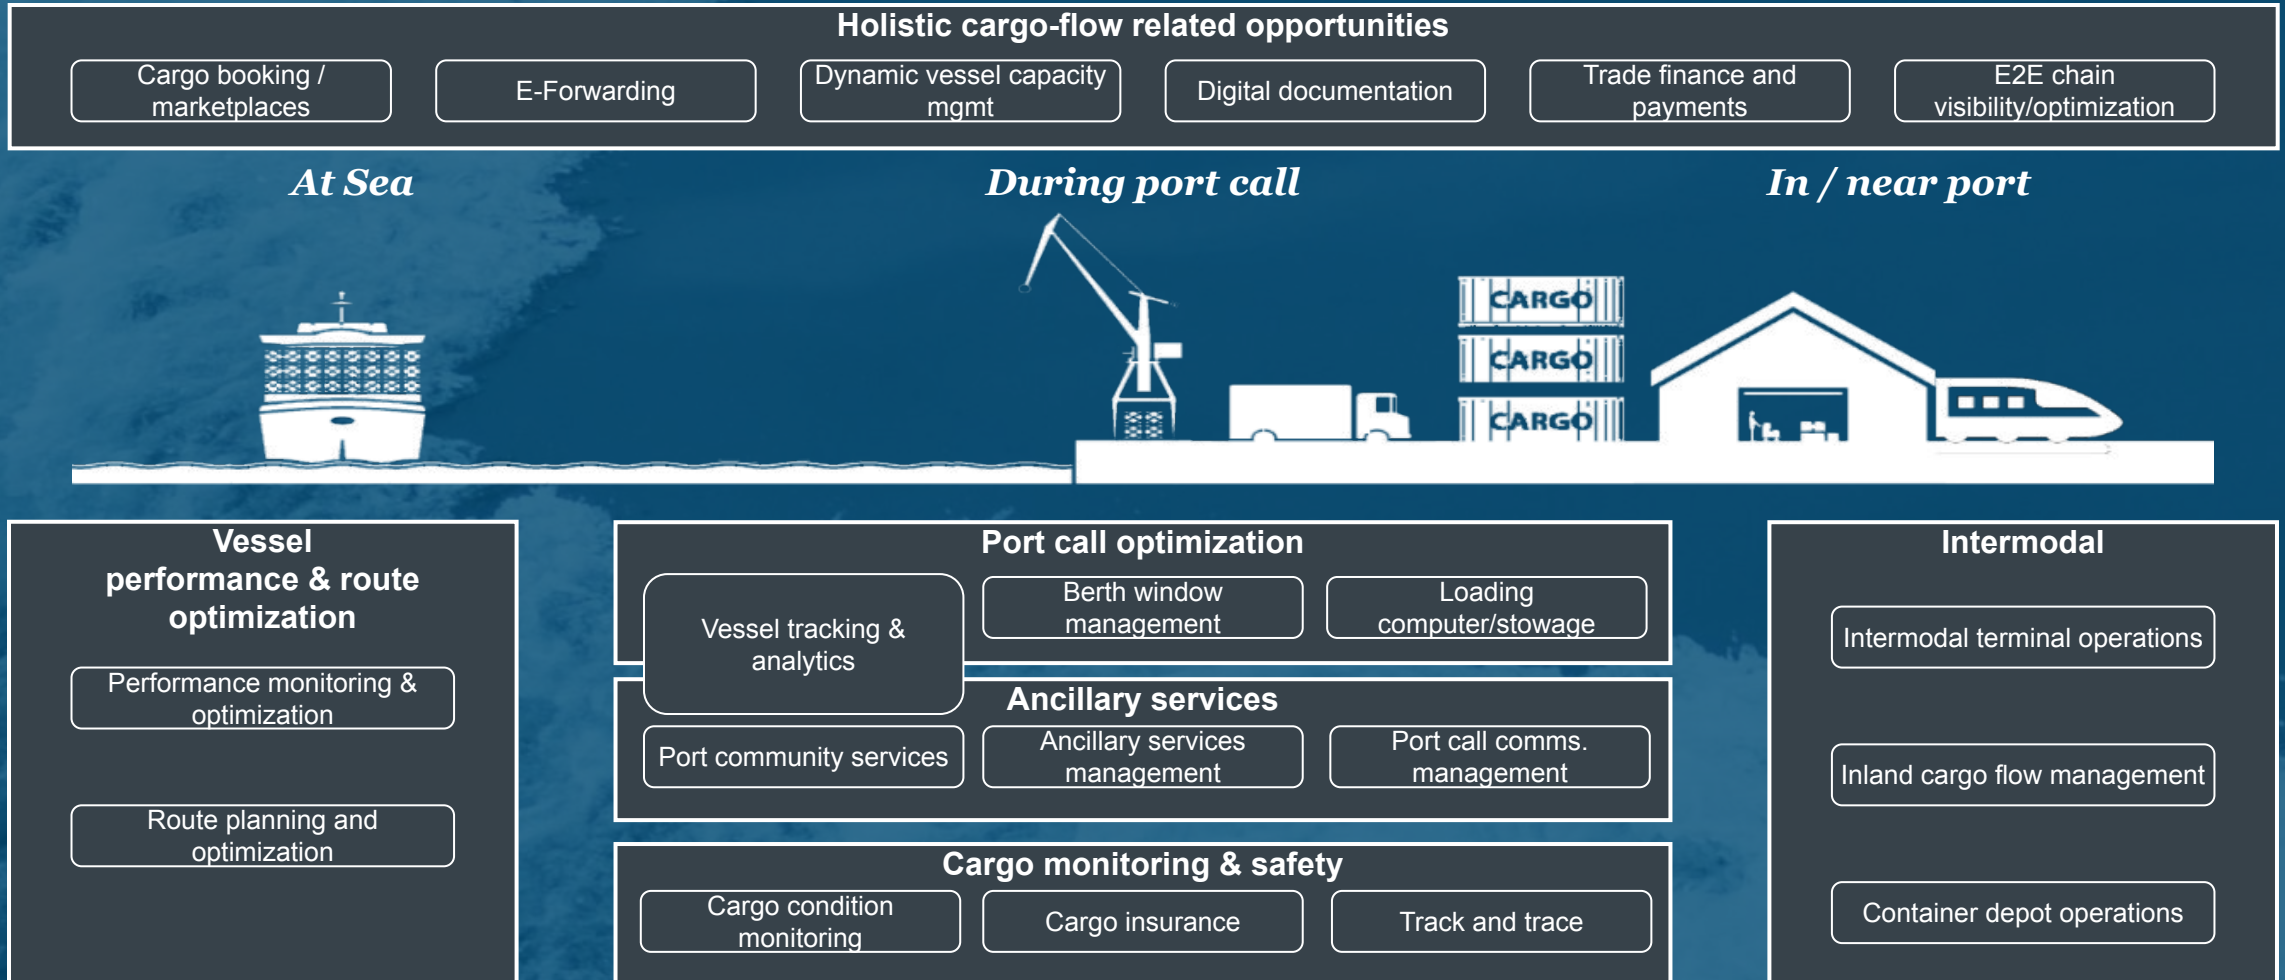 Holistic cargo-flow related opportunities
Cargo booking /
marketplaces
E-Forwarding
Dynamic vessel capacity
mgmt
Digital documentation
Trade finance and
payments
E2E chain
visibility/optimization
At Sea
During port call
In / near port
CARGO
CARGO
CARGO
Vessel
performance & route
optimization
Performance monitoring &
optimization
Route planning and
optimization
Port call optimization
Vessel tracking &
analytics
Berth window
management
Loading
computer/stowage
Ancillary services
Port community services
Ancillary services
management
Port call comms.
management
Cargo monitoring & safety
Cargo condition
monitoring
Cargo insurance
Track and trace
Intermodal
Intermodal terminal operations
Inland cargo flow management
Container depot operations